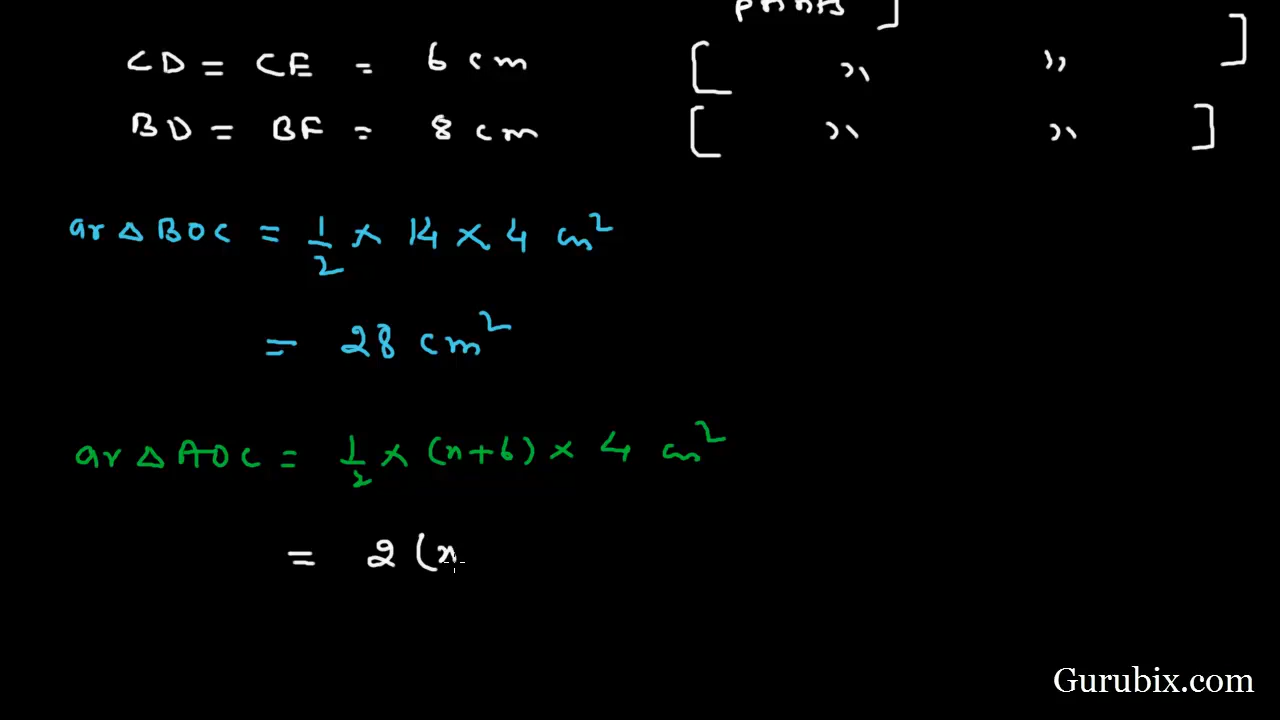 points ]
CD = CE = 6 cm [ ,, ,, ]
BD = BF = 8 cm [ ,, ,, ]
ar △ BOC = 1/2 × 14 × 4 cm²
= 28 cm²
ar △ AOC = 1/2 × (x+6) × 4 cm²
= 2 (x
Gurubix.com